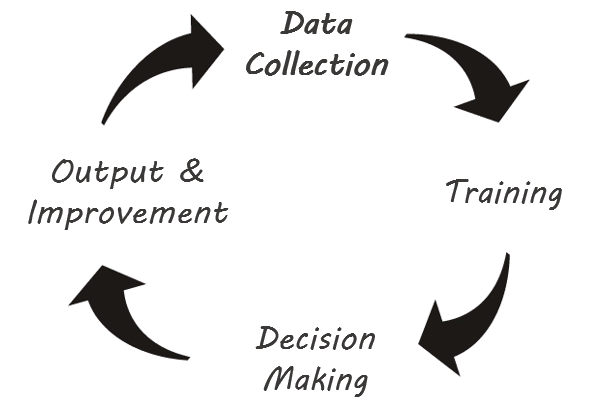 Data
Collection
Training
Decision
Making
Output &
Improvement